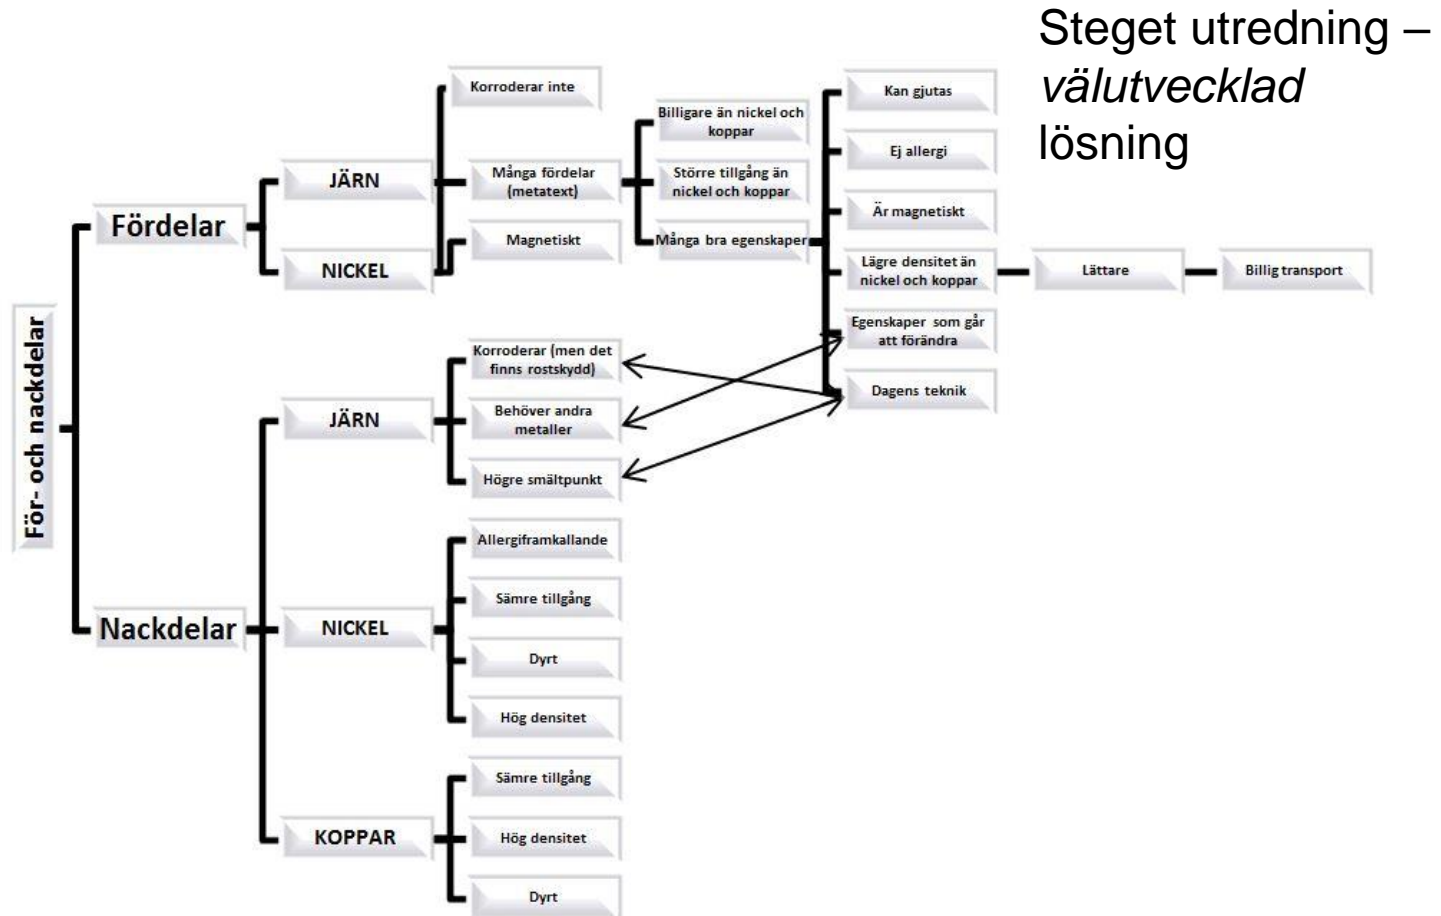 Steget utredning –
välutvecklad
lösning
För- och nackdelar
Fördelar
JÄRN
NICKEL
Korroderar inte
Många fördelar
(metatext)
Magnetiskt
Billigare än nickel och
koppar
Större tillgång än
nickel och koppar
Många bra egenskaper
Kan gjutas
Ej allergi
Är magnetiskt
Lägre densitet än
nickel och koppar
Lättare
Billig transport
Egenskaper som går
att förändra
Dagens teknik
Nackdelar
JÄRN
Korroderar (men det
finns rostskydd)
Behöver andra
metaller
Högre smältpunkt
NICKEL
Allergiframkallande
Sämre tillgång
Dyrt
Hög densitet
KOPPAR
Sämre tillgång
Hög densitet
Dyrt